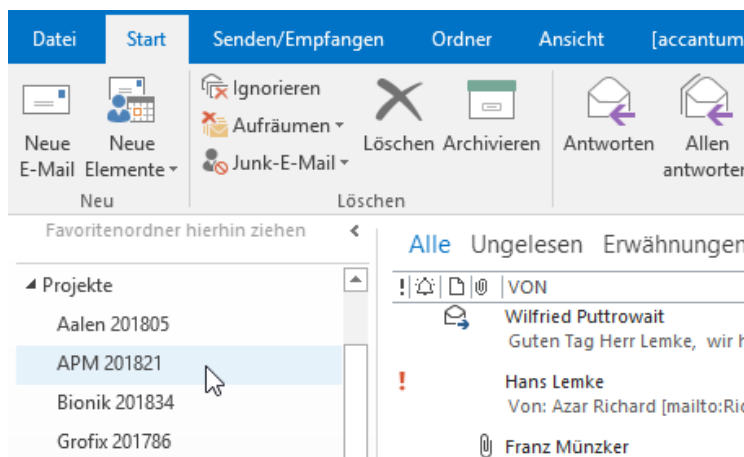 Datei Start Senden/Empfangen Ordner Ansicht [accantum
Neue E-Mail
Neue Elemente
Ignorieren
Aufräumen
Junk-E-Mail
Löschen
Archivieren
Antworten
Allen antworten
Neu
Löschen
Favoritenordner hierhin ziehen
Alle Ungelesen Erwähnungen
! VON
Projekte
Aalen 201805
APM 201821
Bionik 201834
Grofix 201786
Wilfried Puttrowait
Guten Tag Herr Lemke, wir h
! Hans Lemke
Von: Azar Richard [mailto:Ric
Franz Münzker